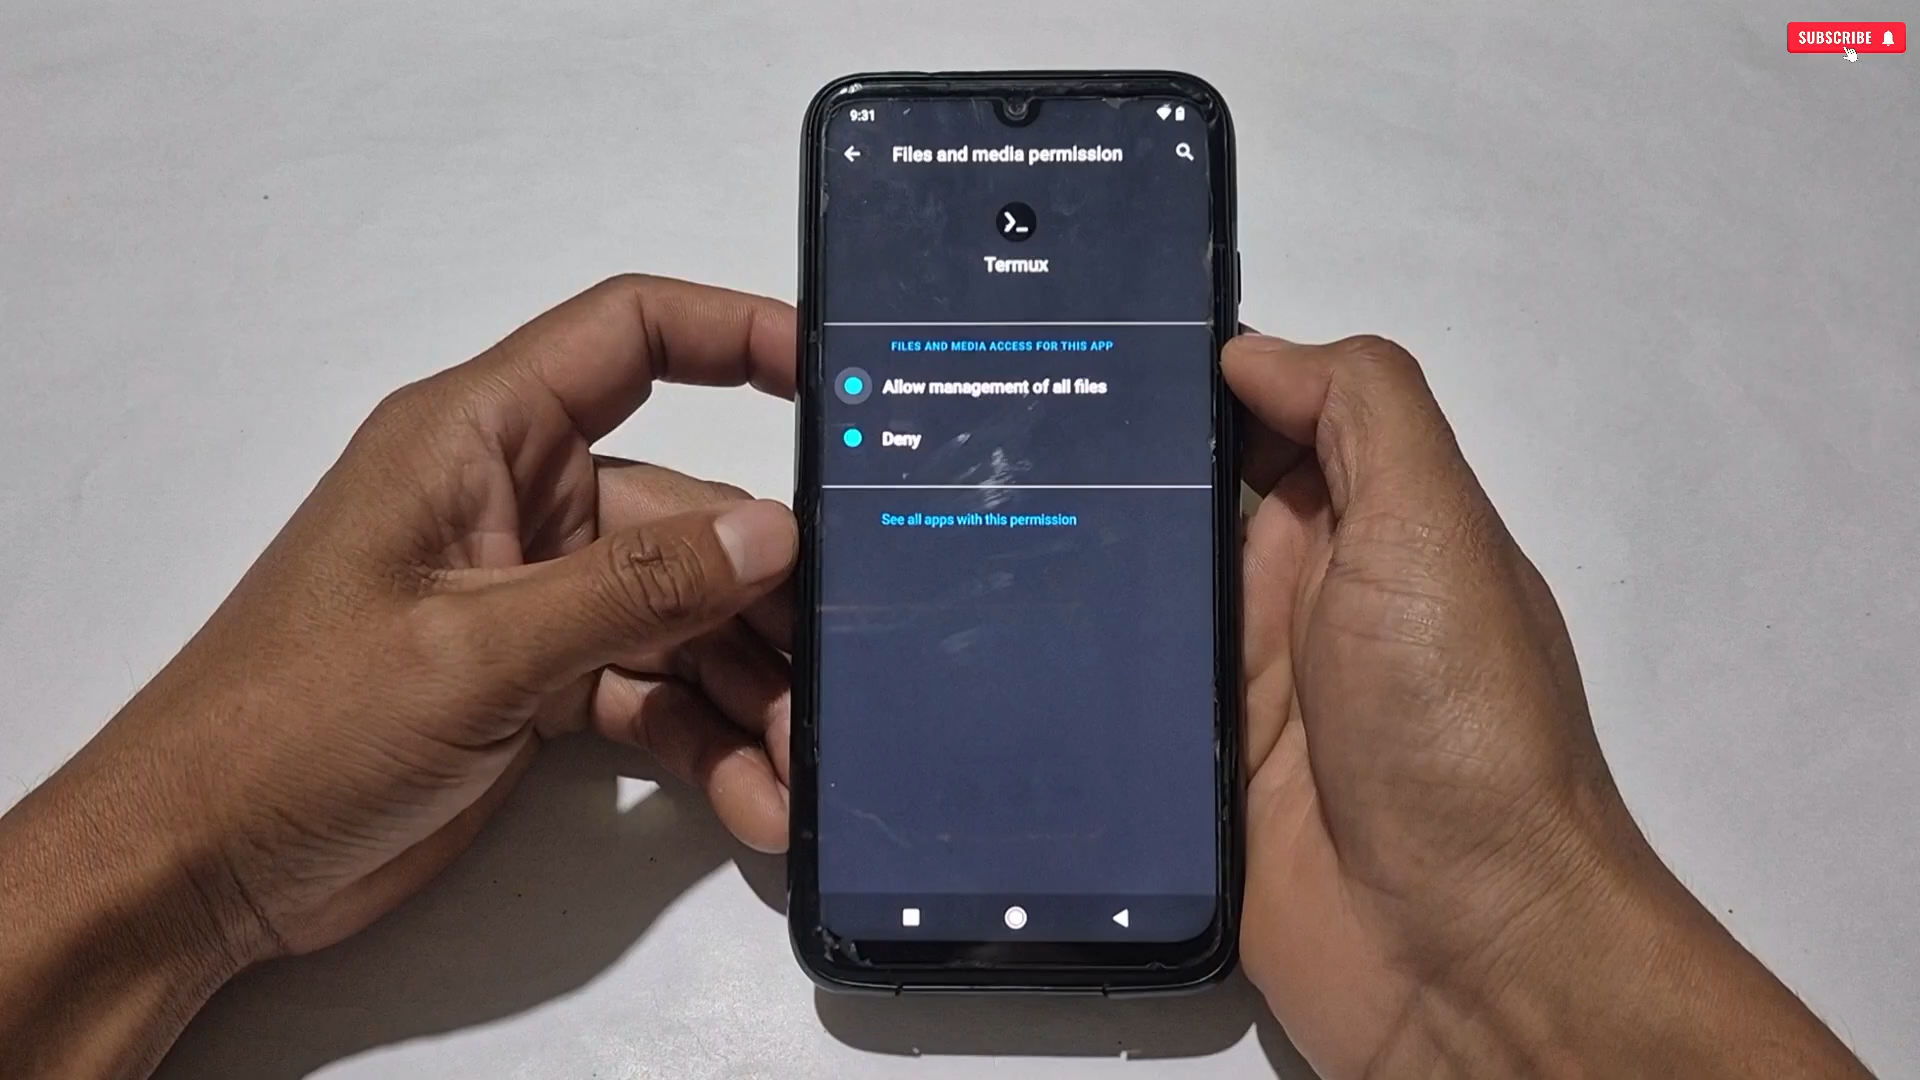 SUBSCRIBE
9:31
Files and media permission
Termux
FILES AND MEDIA ACCESS FOR THIS APP
Allow management of all files
Deny
See all apps with this permission